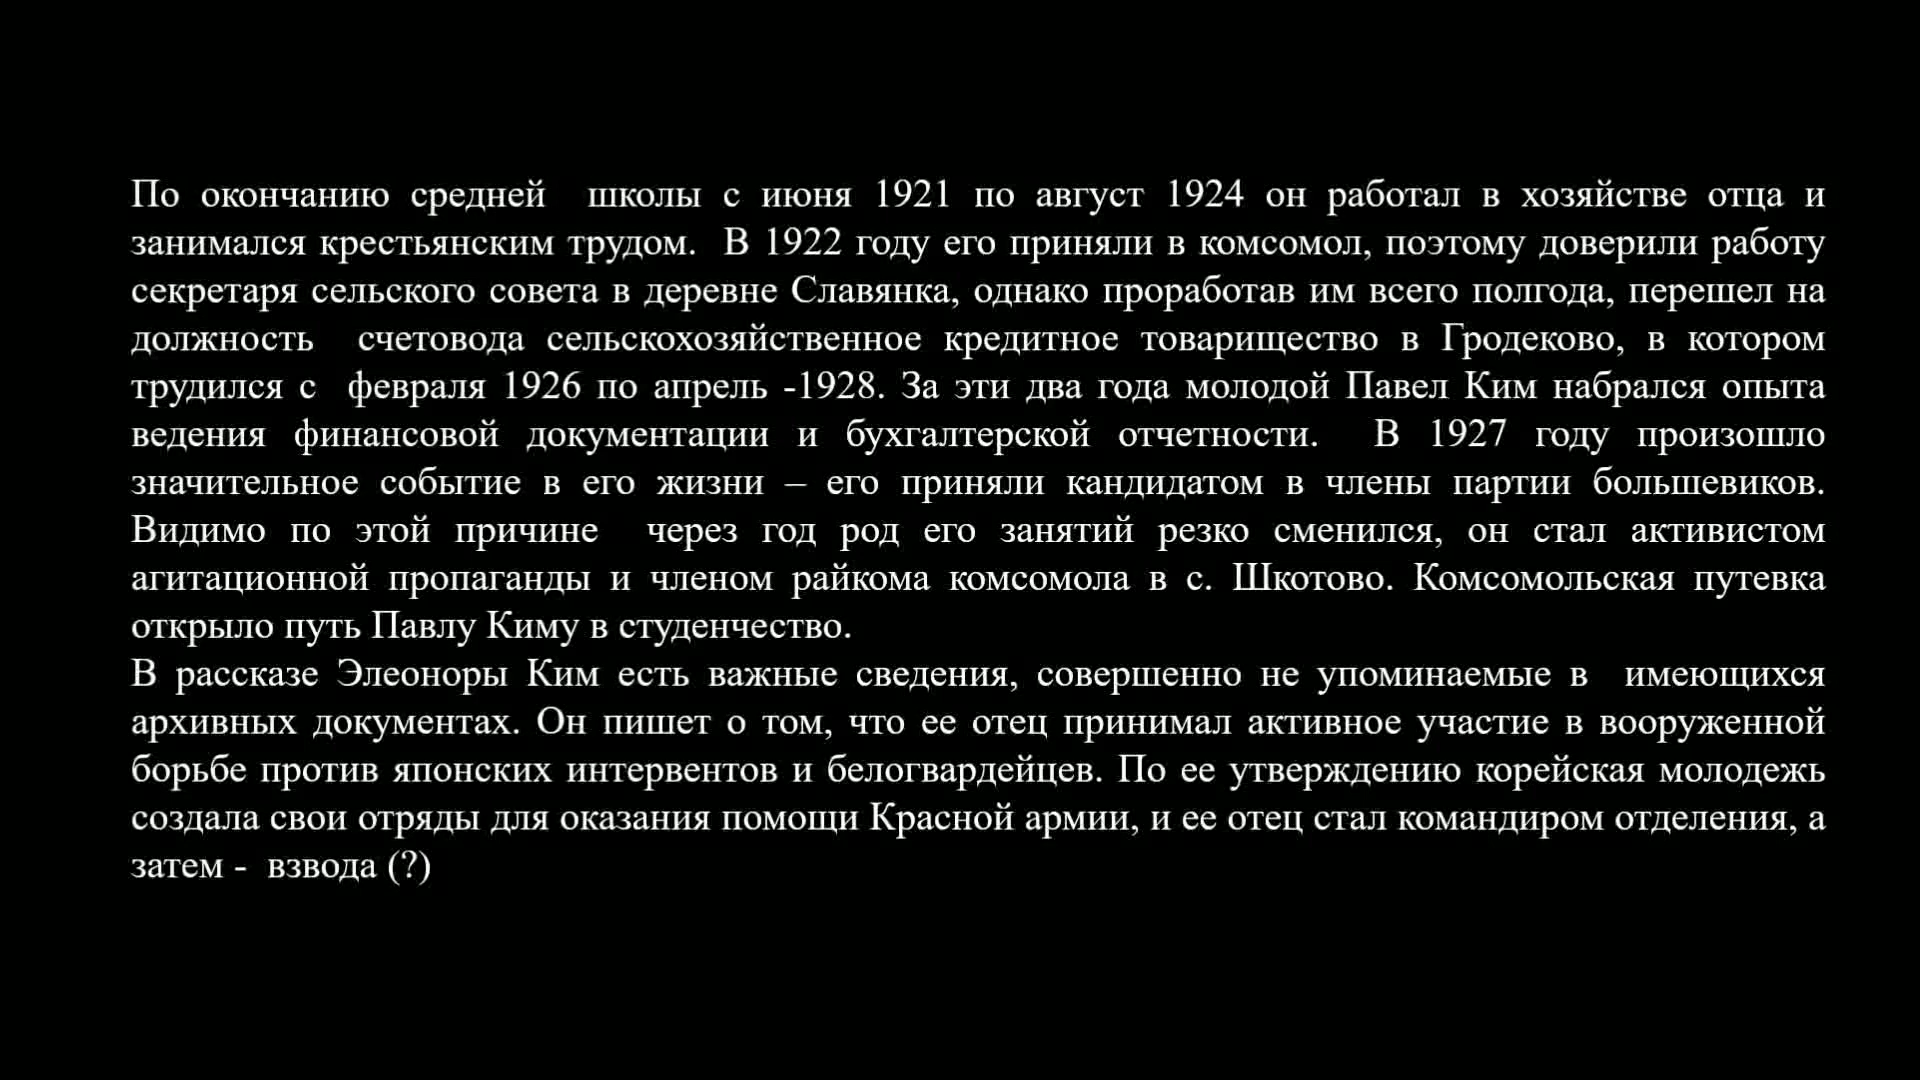 По окончанию средней школы с июня 1921 по август 1924 он работал в хозяйстве отца и
занимался крестьянским трудом. В 1922 году его приняли в комсомол, поэтому доверили работу
секретаря сельского совета в деревне Славянка, однако проработав им всего полгода, перешел на
должность счетовода сельскохозяйственное кредитное товарищество в Гродеково, в котором
трудился с февраля 1926 по апрель -1928. За эти два года молодой Павел Ким набрался опыта
ведения финансовой документации и бухгалтерской отчетности. В 1927 году произошло
значительное событие в его жизни – его приняли кандидатом в члены партии большевиков.
Видимо по этой причине через год род его занятий резко сменился, он стал активистом
агитационной пропаганды и членом райкома комсомола в с. Шкотово. Комсомольская путевка
открыло путь Павлу Киму в студенчество.
В рассказе Элеоноры Ким есть важные сведения, совершенно не упоминаемые в имеющихся
архивных документах. Он пишет о том, что ее отец принимал активное участие в вооруженной
борьбе против японских интервентов и белогвардейцев. По ее утверждению корейская молодежь
создала свои отряды для оказания помощи Красной армии, и ее отец стал командиром отделения, а
затем - взвода (?)